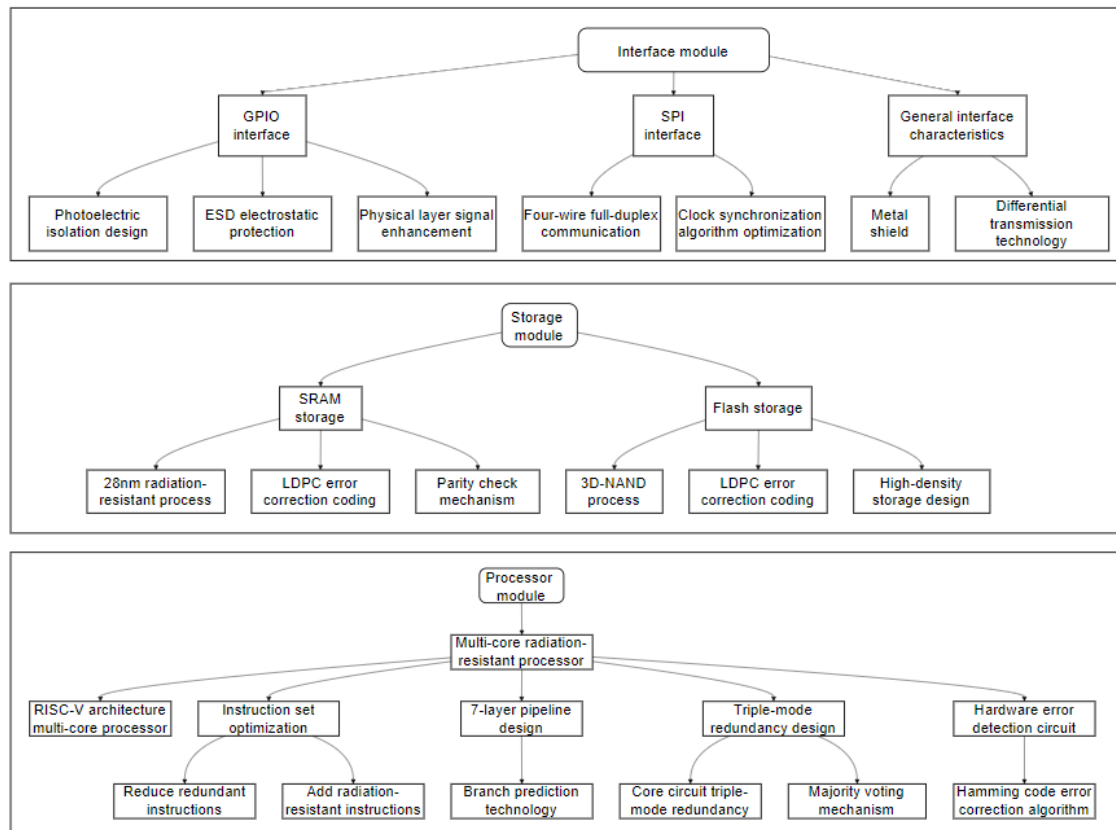 Interface module
GPIO
interface
SPI
interface
General interface
characteristics
Photoelectric
isolation design
ESD electrostatic
protection
Physical layer signal
enhancement
Four-wire full-duplex
communication
Clock synchronization
algorithm optimization
Metal
shield
Differential
transmission
technology
Storage
module
SRAM
storage
Flash storage
28nm radiation-
resistant process
LDPC error
correction coding
Parity check
mechanism
3D-NAND
process
LDPC error
correction coding
High-density
storage design
Processor
module
Multi-core radiation-
resistant processor
RISC-V architecture
multi-core processor
Instruction set
optimization
7-layer pipeline
design
Triple-mode
redundancy design
Hardware error
detection circuit
Reduce redundant
instructions
Add radiation-
resistant instructions
Branch prediction
technology
Core circuit triple-
mode redundancy
Majority voting
mechanism
Hamming code error
correction algorithm